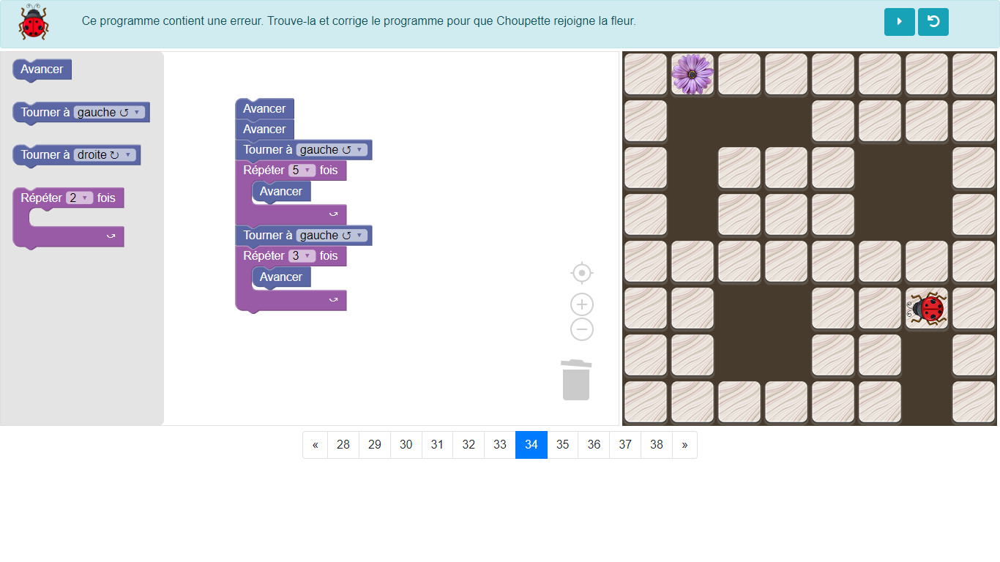 Ce programme contient une erreur. Trouve-la et corrige le programme pour que Choupette rejoigne la fleur.
Avancer
Tourner à gauche ↺ ▾
Tourner à droite ↻ ▾
Répéter 2 ▾ fois
Avancer
Avancer
Tourner à gauche ↺ ▾
Répéter 5 ▾ fois
Avancer
Tourner à gauche ↺ ▾
Répéter 3 ▾ fois
Avancer
« 28 29 30 31 32 33 34 35 36 37 38 »